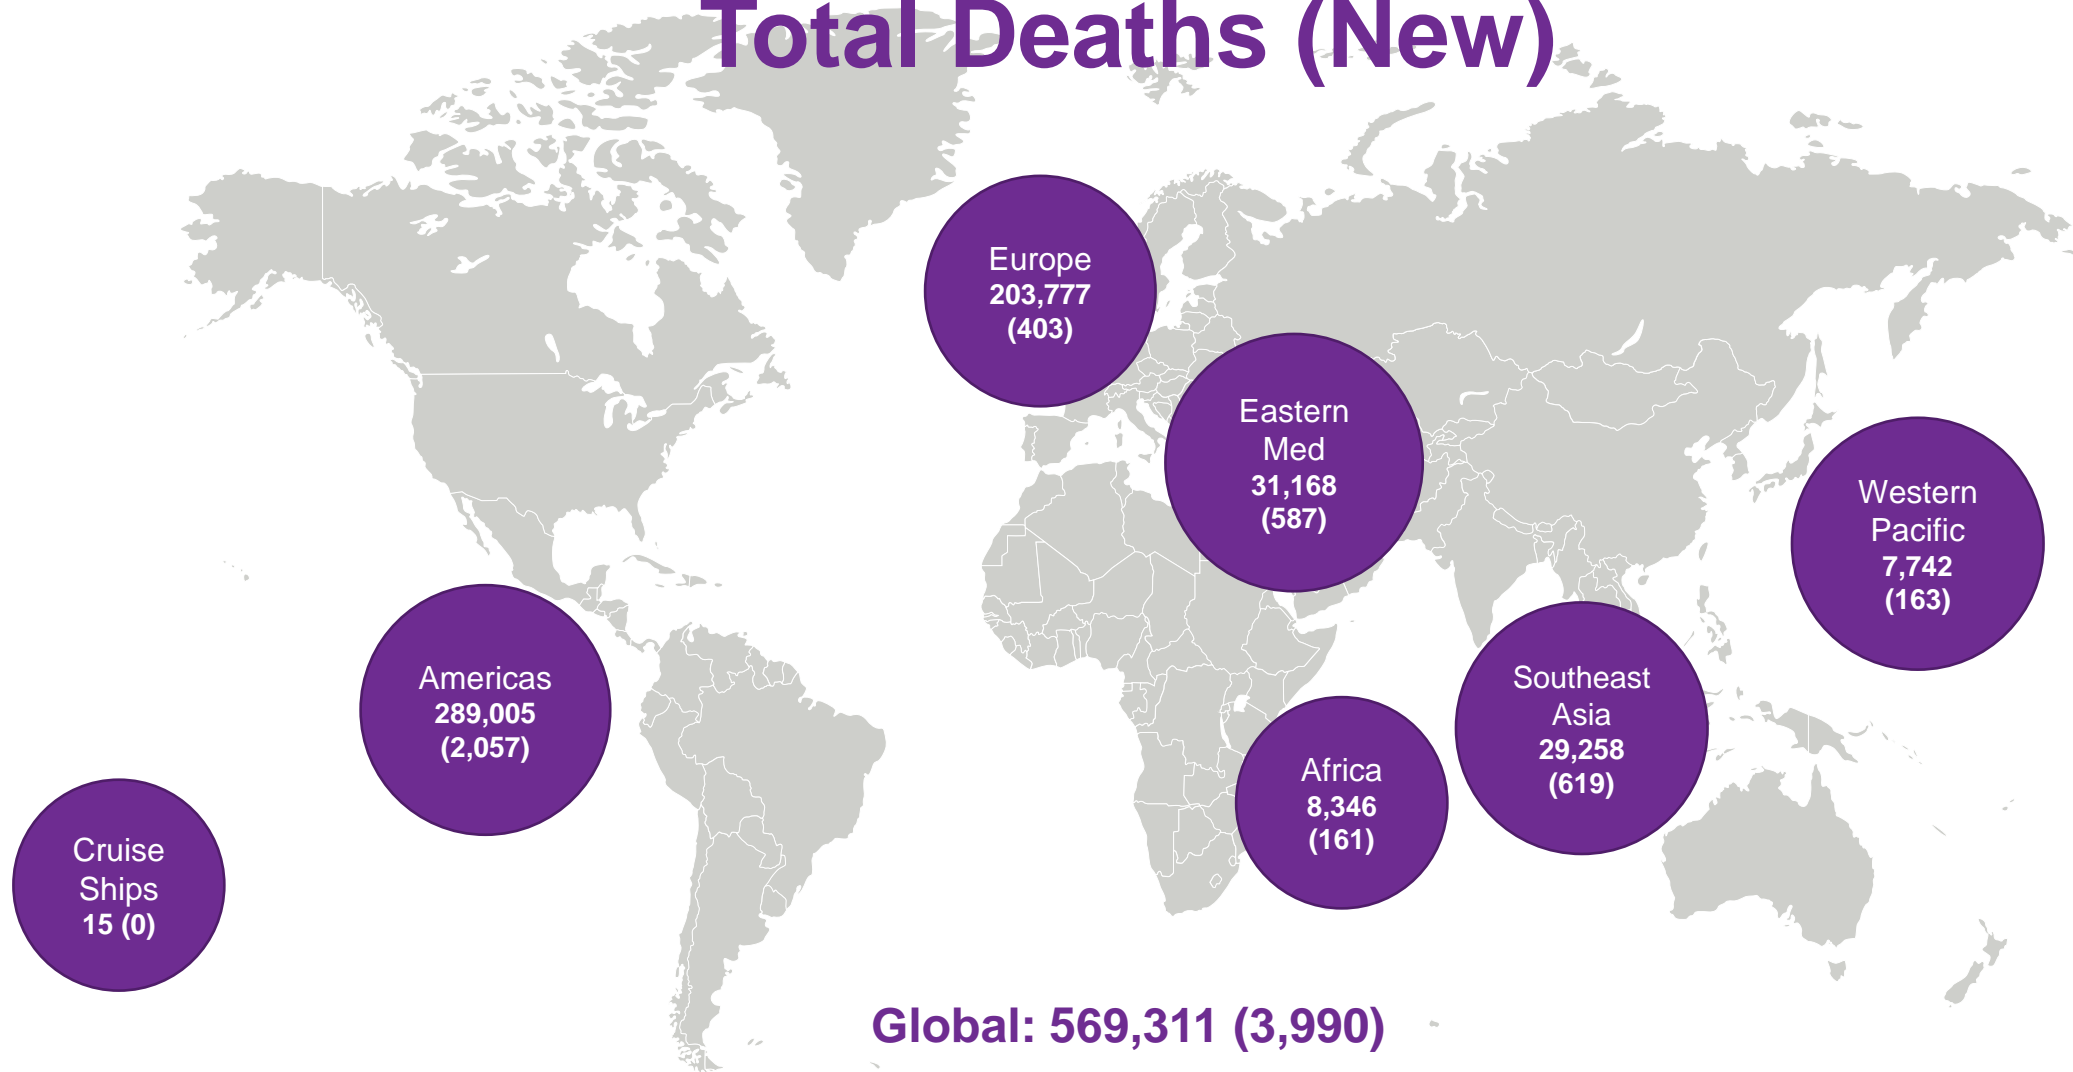 Total Deaths (New)
Europe
203,777
(403)
Eastern
Med
31,168
(587)
Western
Pacific
7,742
(163)
Americas
289,005
(2,057)
Southeast
Asia
29,258
(619)
Africa
8,346
(161)
Cruise
Ships
15 (0)
Global: 569,311 (3,990)